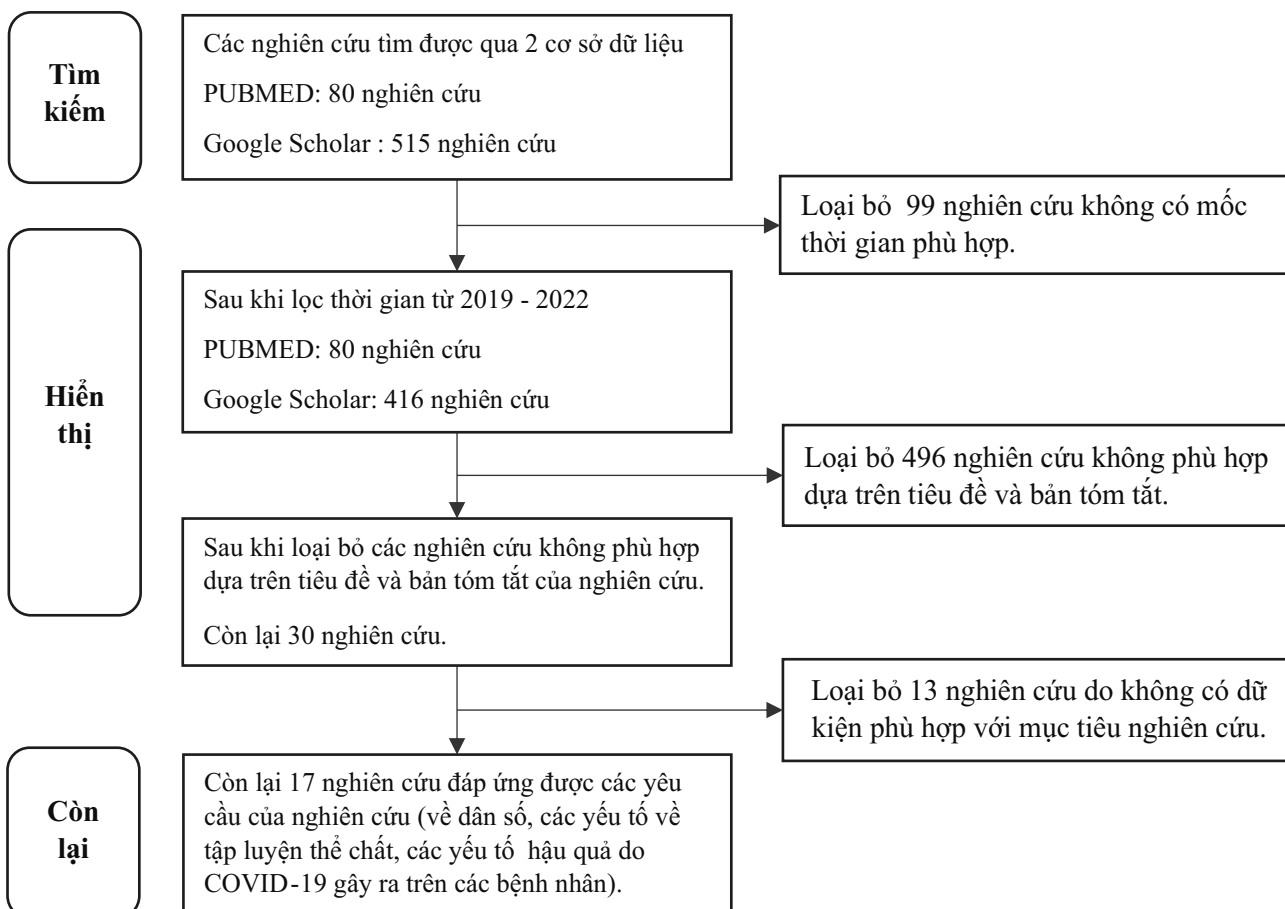 Tìm
kiếm
Các nghiên cứu tìm được qua 2 cơ sở dữ liệu
PUBMED: 80 nghiên cứu
Google Scholar : 515 nghiên cứu
Loại bỏ 99 nghiên cứu không có mốc
thời gian phù hợp.
Hiển
thị
Sau khi lọc thời gian từ 2019 - 2022
PUBMED: 80 nghiên cứu
Google Scholar: 416 nghiên cứu
Loại bỏ 496 nghiên cứu không phù hợp
dựa trên tiêu đề và bản tóm tắt.
Sau khi loại bỏ các nghiên cứu không phù hợp
dựa trên tiêu đề và bản tóm tắt của nghiên cứu.
Còn lại 30 nghiên cứu.
Loại bỏ 13 nghiên cứu do không có dữ
kiện phù hợp với mục tiêu nghiên cứu.
Còn
lại
Còn lại 17 nghiên cứu đáp ứng được các yêu
cầu của nghiên cứu (về dân số, các yếu tố về
tập luyện thể chất, các yếu tố hậu quả do
COVID-19 gây ra trên các bệnh nhân).